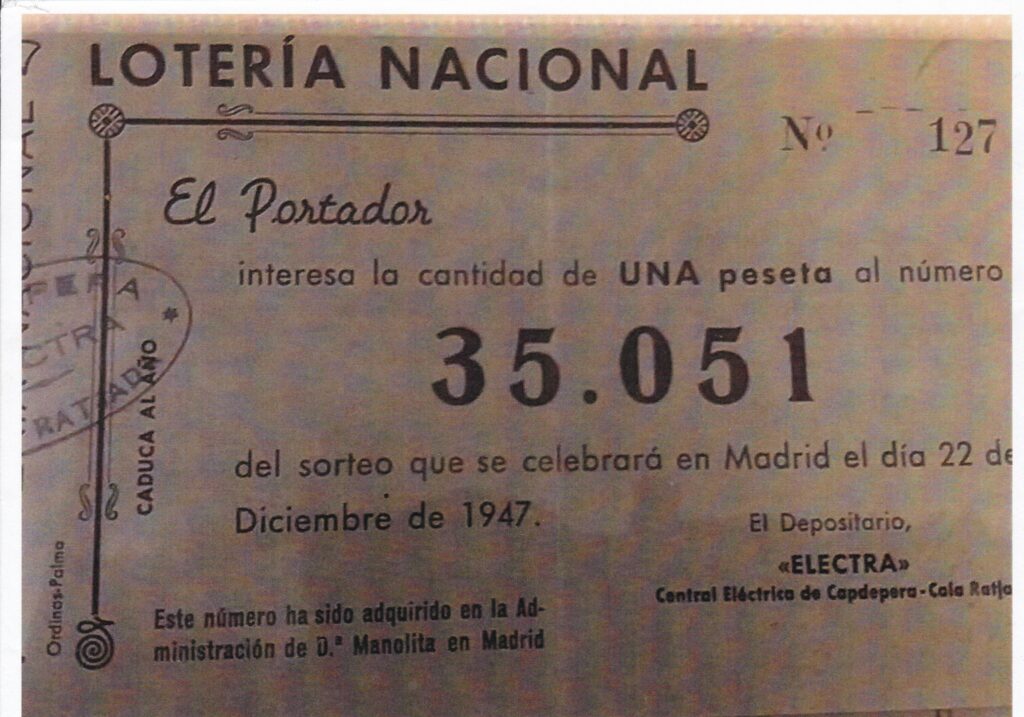 LOTERÍA NACIONAL
Nº 127
El Portador
interesa la cantidad de UNA peseta al número
35.051
del sorteo que se celebrará en Madrid el día 22 de
Diciembre de 1947.
El Depositario,
«ELECTRA»
Central Eléctrica de Capdepera - Cala Ratja
Este número ha sido adquirido en la Ad-
ministración de D.ª Manolita en Madrid
CADUCA AL AÑO
Ordinas-Palma